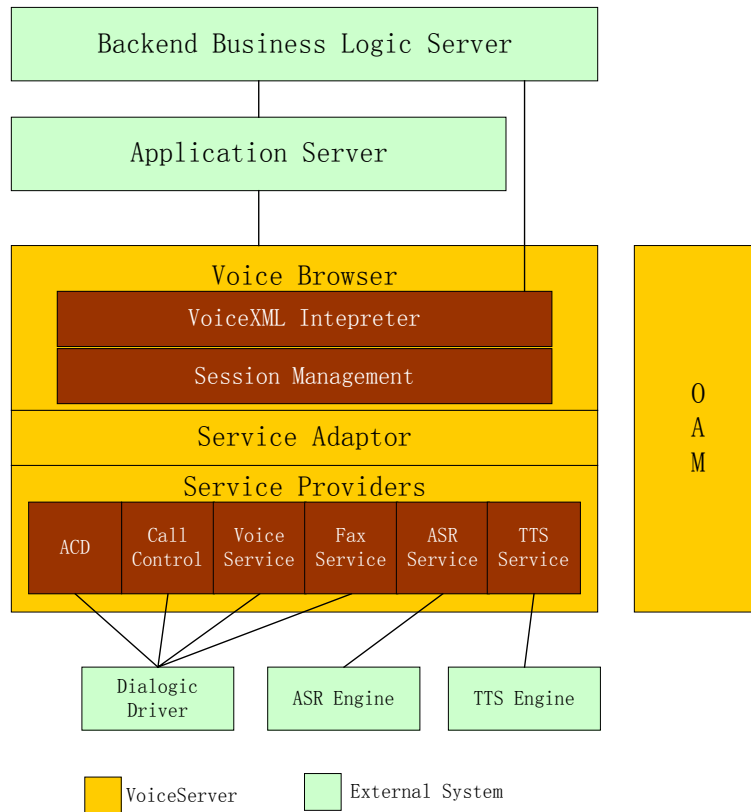 Backend Business Logic Server
Application Server
Voice Browser
VoiceXML Intepreter
Session Management
Service Adaptor
Service Providers
ACD
Call
Control
Voice
Service
Fax
Service
ASR
Service
TTS
Service
O
A
M
Dialogic
Driver
ASR Engine
TTS Engine
VoiceServer
External System